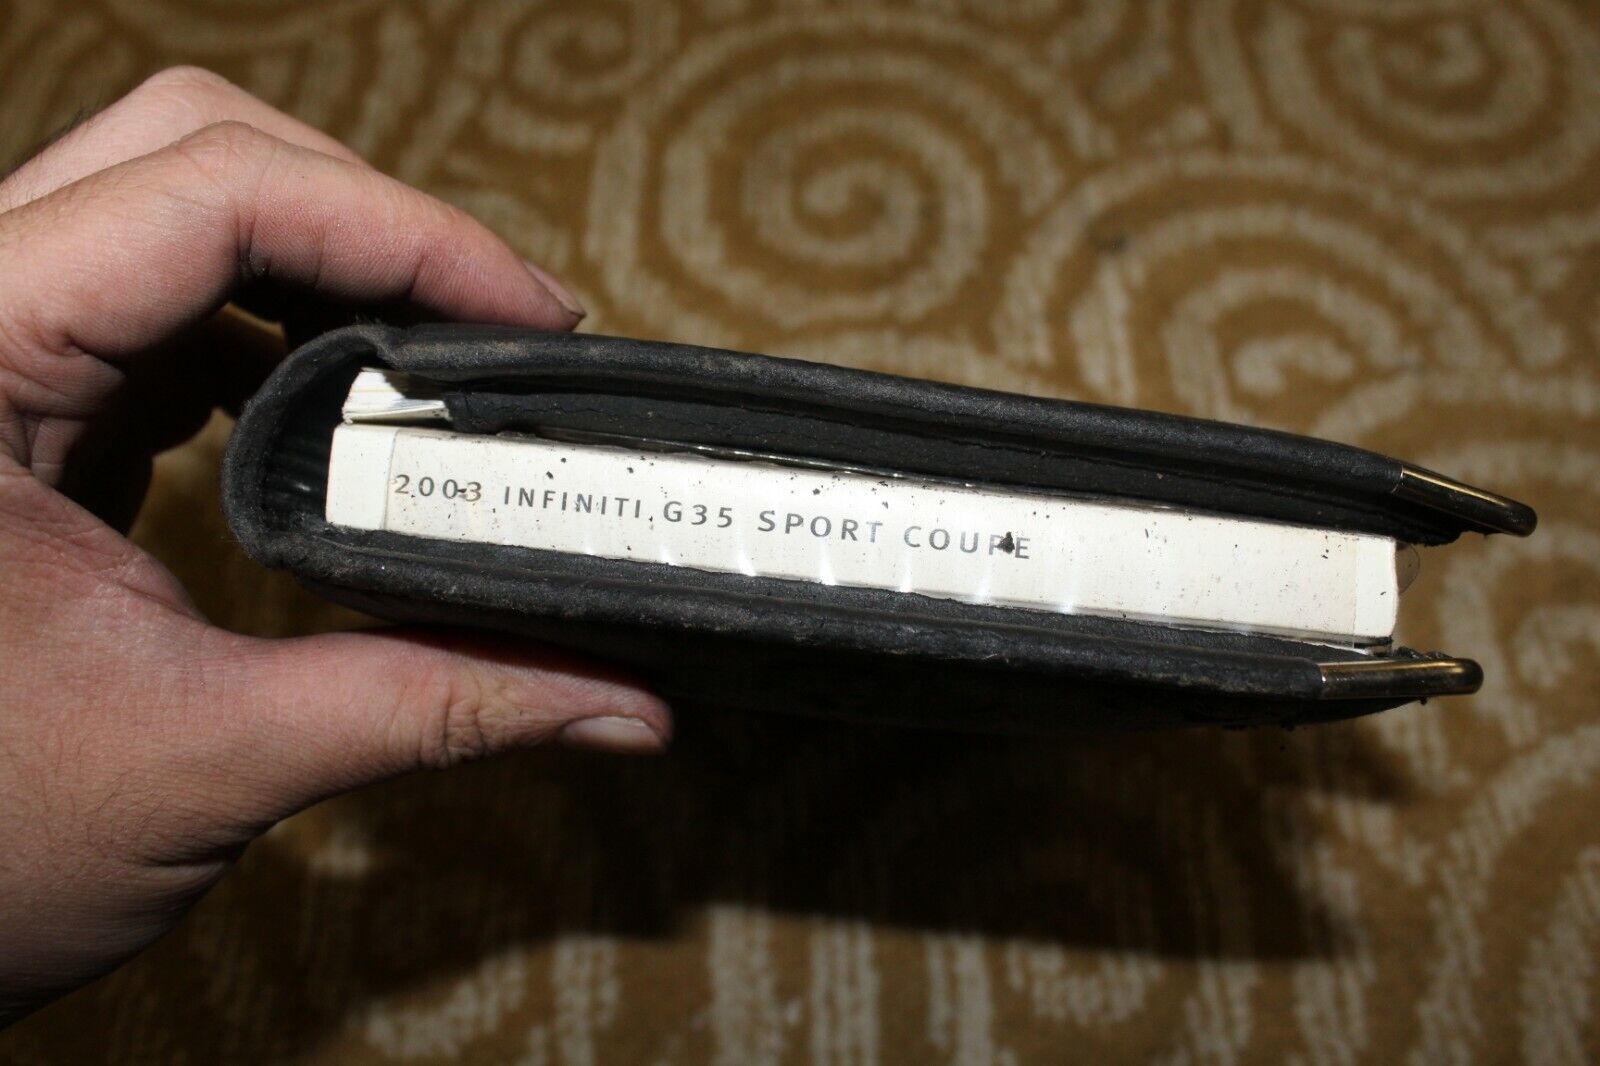 2003 INFINITI G35 SPORT COUPE